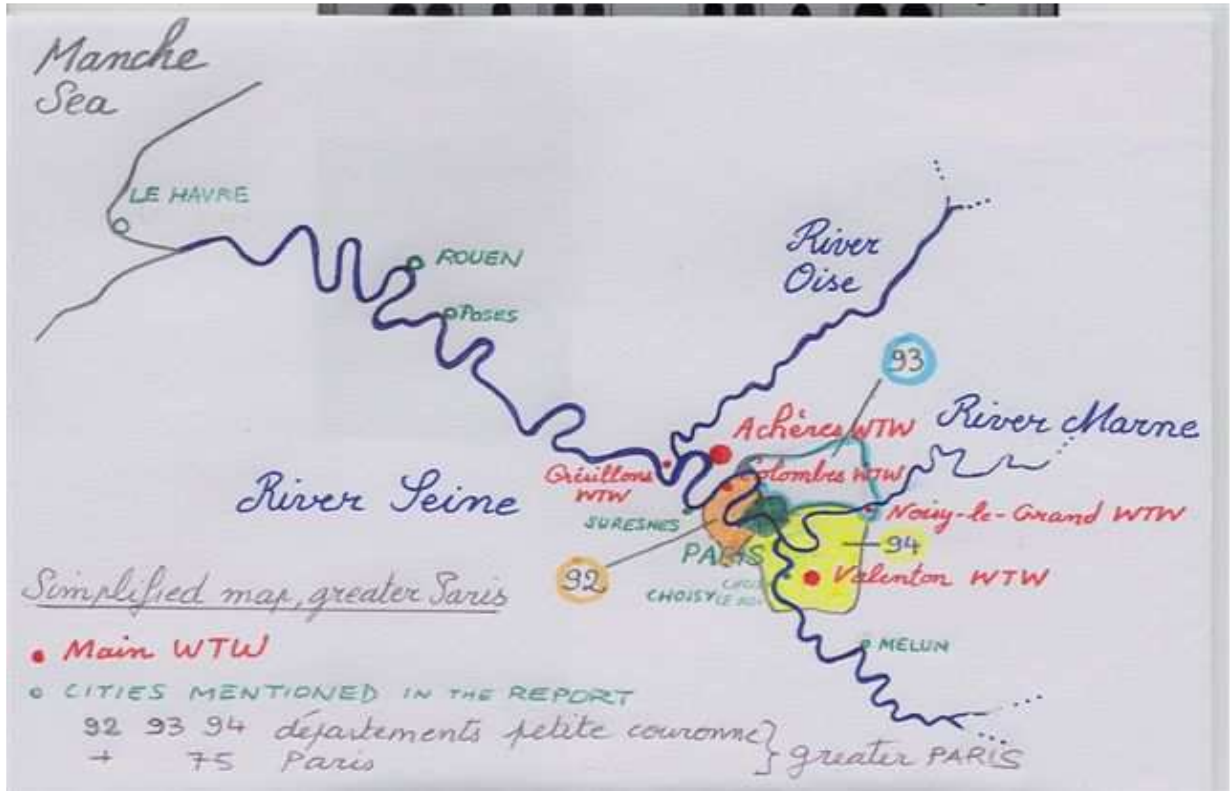 Manche
Sea
LE HAVRE
ROUEN
POSES
River
Oise
93
River Marne
Achères WTW
Colombes WTW
Grésillons
WTW
River Seine
SURESNES
Noisy-le-Grand WTW
PARIS
94
92
Valenton WTW
CHOISY LE ROI
MELUN
Simplified map, greater Paris
Main WTW
CITIES MENTIONED IN THE REPORT
92 93 94 départements petite couronne
+ 75 Paris
greater PARIS